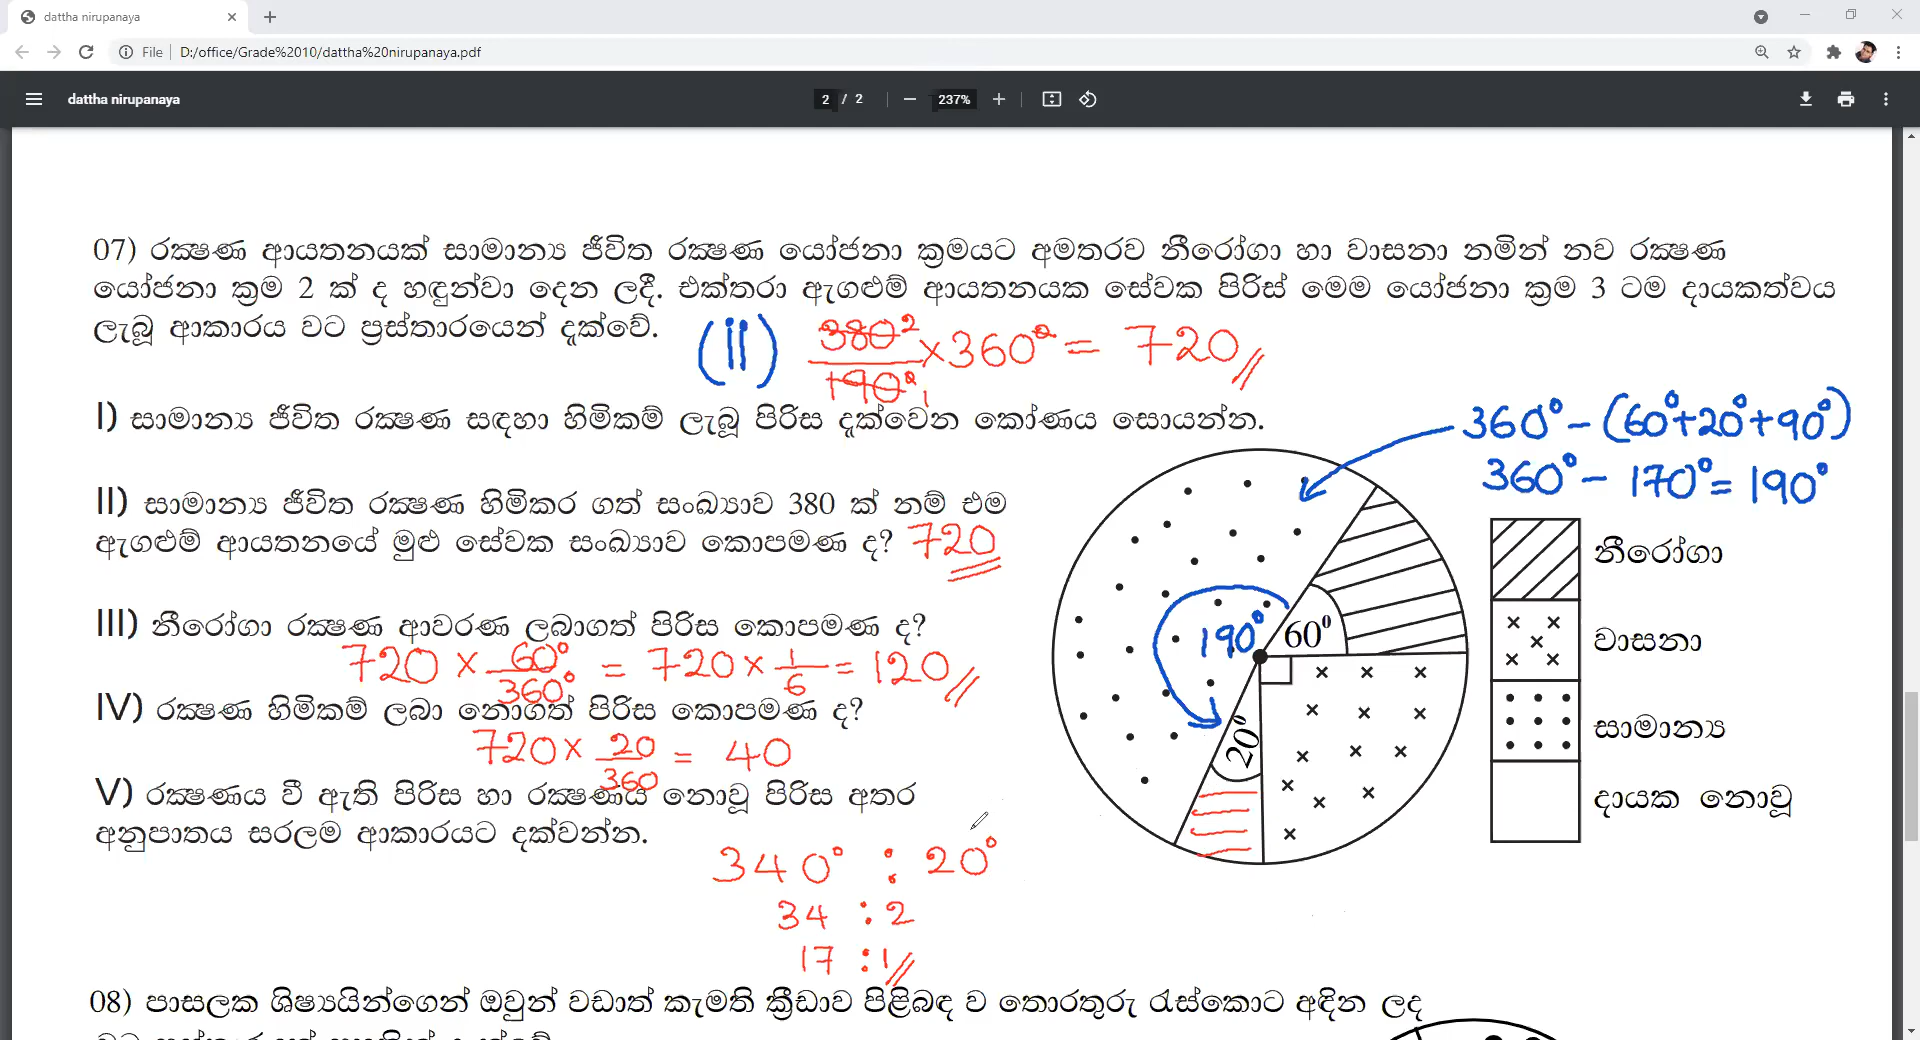 dattha nirupanaya
File D:/office/Grade%2010/dattha%20nirupanaya.pdf
dattha nirupanaya
2 / 2
237%
07) රක්‍ෂණ ආයතනයක් සාමාන්‍ය ජීවිත රක්‍ෂණ යෝජනා ක්‍රමයට අමතරව නීරෝගා හා වාසනා නමින් නව රක්‍ෂණ
යෝජනා ක්‍රම 2 ක් ද හඳුන්වා දෙන ලදී. එක්තරා ඇගළුම් ආයතනයක සේවක පිරිස් මෙම යෝජනා ක්‍රම 3 ටම දායකත්වය
ලැබූ ආකාරය වට ප්‍රස්තාරයෙන් දැක්වේ.
(ii) 380² / 190° 1 × 360° = 720
I) සාමාන්‍ය ජීවිත රක්‍ෂණ සඳහා හිමිකම් ලැබූ පිරිස දැක්වෙන කෝණය සොයන්න.
360° - (60°+20°+90°)
360° - 170° = 190°
II) සාමාන්‍ය ජීවිත රක්‍ෂණ හිමිකර ගත් සංඛ්‍යාව 380 ක් නම් එම
ඇගළුම් ආයතනයේ මුළු සේවක සංඛ්‍යාව කොපමණ ද? 720
III) නීරෝගා රක්‍ෂණ ආවරණ ලබාගත් පිරිස කොපමණ ද?
720 × 60° / 360° = 720 × 1 / 6 = 120
IV) රක්‍ෂණ හිමිකම් ලබා නොගත් පිරිස කොපමණ ද?
720 × 20 / 360 = 40
V) රක්‍ෂණය වී ඇති පිරිස හා රක්‍ෂණය නොවූ පිරිස අතර
අනුපාතය සරලම ආකාරයට දක්වන්න.
340° : 20°
34 : 2
17 : 1
190°
60⁰
20⁰
නීරෝගා
වාසනා
සාමාන්‍ය
දායක නොවූ
08) පාසලක ශිෂ්‍යයින්ගෙන් ඔවුන් වඩාත් කැමති ක්‍රීඩාව පිළිබඳ ව තොරතුරු රැස්කොට අඳින ලද